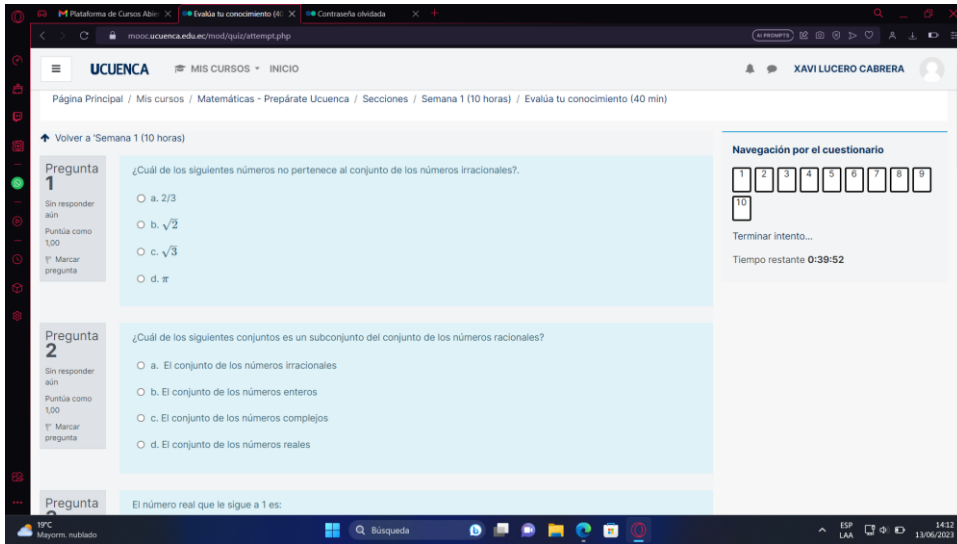 Plataforma de Cursos Abier
Evalúa tu conocimiento (40
Contraseña olvidada
mooc.ucuenca.edu.ec/mod/quiz/attempt.php
AI PROMPTS
UCUENCA
MIS CURSOS
INICIO
XAVI LUCERO CABRERA
Página Principal / Mis cursos / Matemáticas - Prepárate Ucuenca / Secciones / Semana 1 (10 horas) / Evalúa tu conocimiento (40 min)
Volver a 'Semana 1 (10 horas)
Pregunta
1
Sin responder
aún
Puntúa como
1,00
Marcar
pregunta
¿Cuál de los siguientes números no pertenece al conjunto de los números irracionales?.
a. 2/3
b. √2
c. √3
d. π
Pregunta
2
Sin responder
aún
Puntúa como
1,00
Marcar
pregunta
¿Cuál de los siguientes conjuntos es un subconjunto del conjunto de los números racionales?
a. El conjunto de los números irracionales
b. El conjunto de los números enteros
c. El conjunto de los números complejos
d. El conjunto de los números reales
Pregunta
El número real que le sigue a 1 es:
Navegación por el cuestionario
1 2 3 4 5 6 7 8 9
10
Terminar intento...
Tiempo restante 0:39:52
19°C
Mayorm. nublado
Búsqueda
ESP
LAA
14:12
13/06/2023